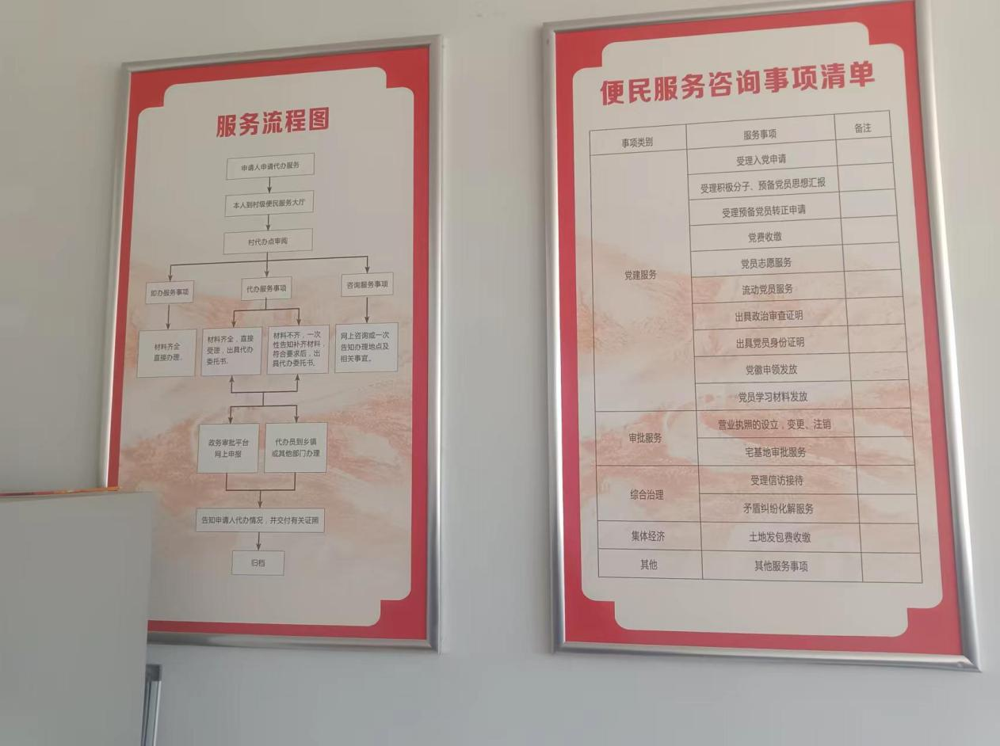 服务流程图
申请人申请代办服务
本人到村级便民服务大厅
村代办点审阅
即办服务事项
代办服务事项
咨询服务事项
材料齐全
直接办理。
材料齐全，直接
受理，出具代办
委托书。
材料不齐，一次
性告知补齐材料，
符合要求后，出
具代办委托书。
网上咨询或一次
告知办理地点及
相关事宜。
政务审批平台
网上申报
代办员到乡镇
或其他部门办理
告知申请人代办情况，并交付有关证照
归档
便民服务咨询事项清单
事项类别
服务事项
备注
党建服务
受理入党申请
受理积极分子、预备党员思想汇报
受理预备党员转正申请
党费收缴
党员志愿服务
流动党员服务
出具政治审查证明
出具党员身份证明
党徽申领发放
党员学习材料发放
审批服务
营业执照的设立，变更、注销
宅基地审批服务
综合治理
受理信访接待
矛盾纠纷化解服务
集体经济
土地发包费收缴
其他
其他服务事项